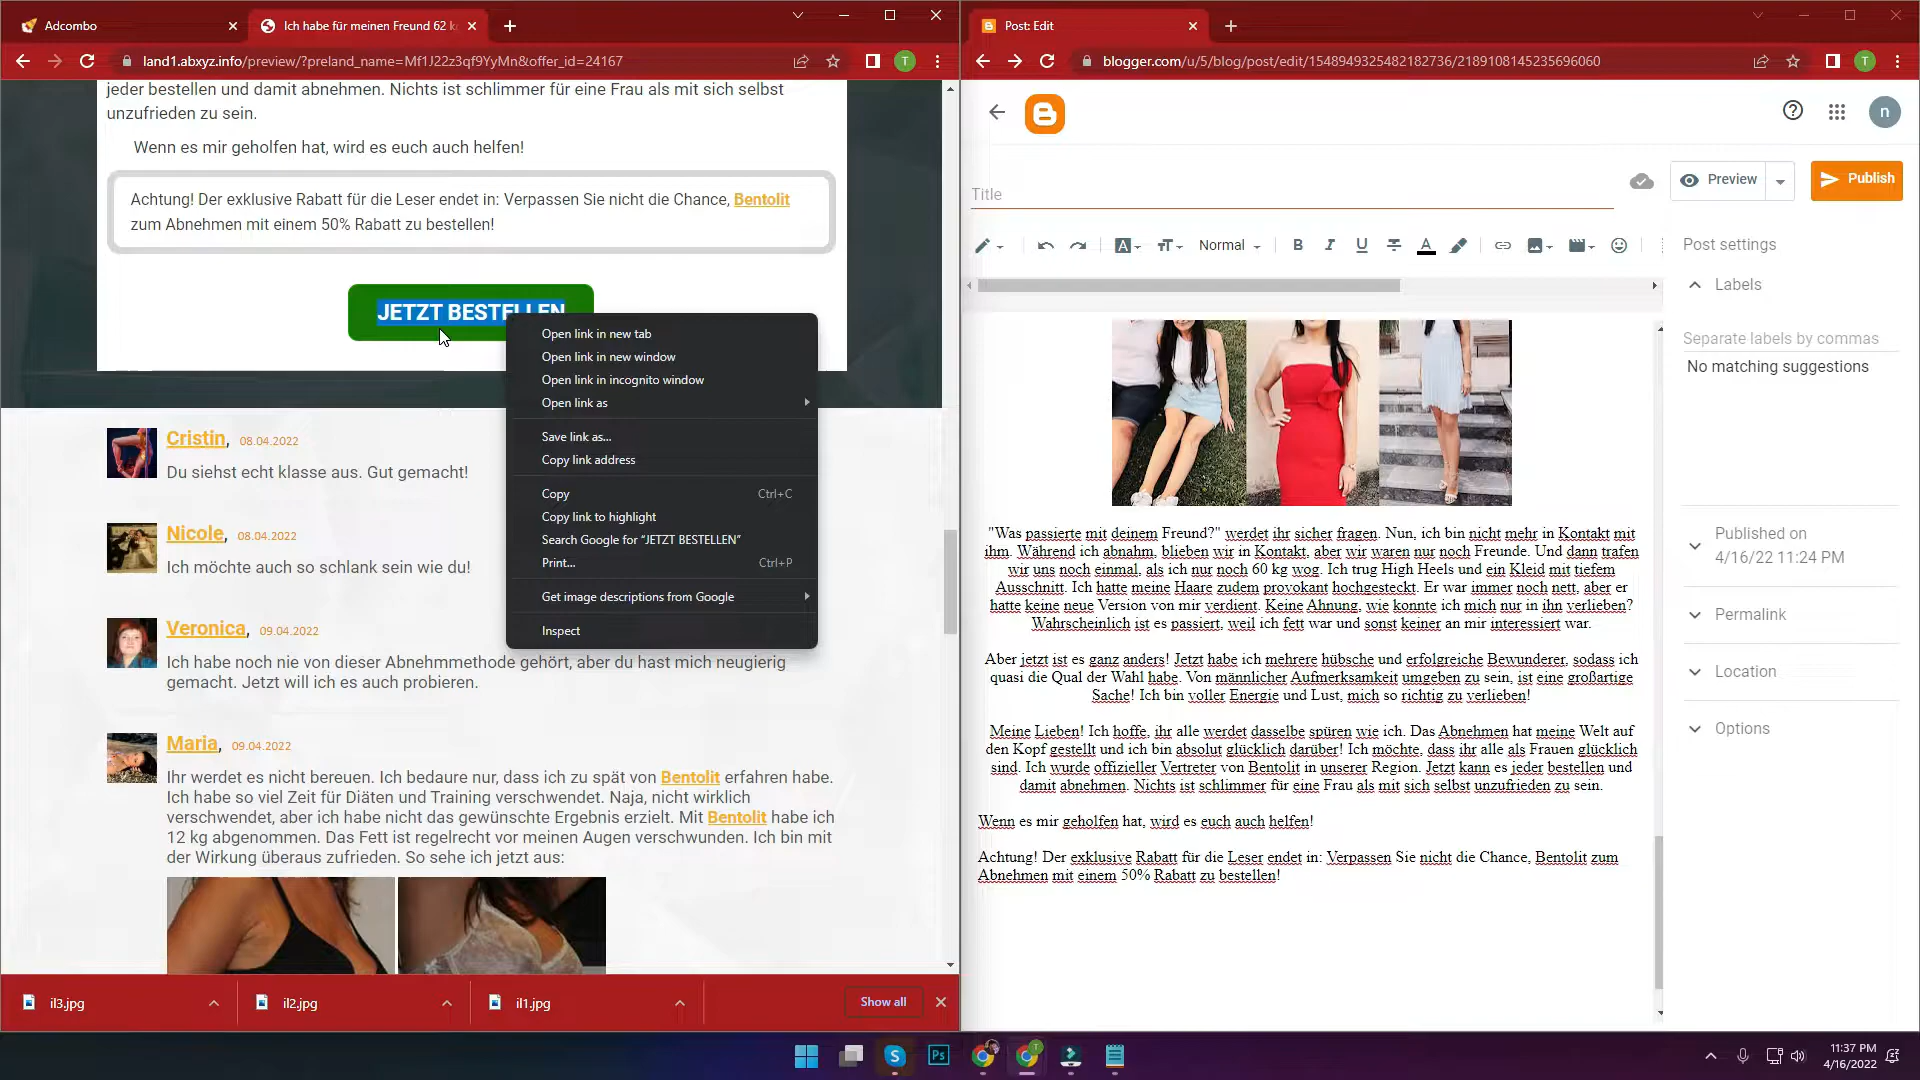 Adcombo
Ich habe für meinen Freund 62 k
land1.abxyz.info/preview/?preland_name=Mf1J22z3qf9YyMn&offer_id=24167
T
jeder bestellen und damit abnehmen. Nichts ist schlimmer für eine Frau als mit sich selbst
unzufrieden zu sein.
Wenn es mir geholfen hat, wird es euch auch helfen!
Achtung! Der exklusive Rabatt für die Leser endet in: Verpassen Sie nicht die Chance, Bentolit
zum Abnehmen mit einem 50% Rabatt zu bestellen!
JETZT BESTELLEN
Open link in new tab
Open link in new window
Open link in incognito window
Open link as
Save link as...
Copy link address
Copy Ctrl+C
Copy link to highlight
Search Google for “JETZT BESTELLEN”
Print... Ctrl+P
Get image descriptions from Google
Inspect
Cristin, 08.04.2022
Du siehst echt klasse aus. Gut gemacht!
Nicole, 08.04.2022
Ich möchte auch so schlank sein wie du!
Veronica, 09.04.2022
Ich habe noch nie von dieser Abnehmmethode gehört, aber du hast mich neugierig
gemacht. Jetzt will ich es auch probieren.
Maria, 09.04.2022
Ihr werdet es nicht bereuen. Ich bedaure nur, dass ich zu spät von Bentolit erfahren habe.
Ich habe so viel Zeit für Diäten und Training verschwendet. Naja, nicht wirklich
verschwendet, aber ich habe nicht das gewünschte Ergebnis erzielt. Mit Bentolit habe ich
12 kg abgenommen. Das Fett ist regelrecht vor meinen Augen verschwunden. Ich bin mit
der Wirkung überaus zufrieden. So sehe ich jetzt aus:
il3.jpg
il2.jpg
il1.jpg
Show all
Post: Edit
blogger.com/u/5/blog/post/edit/1548949325482182736/2189108145235696060
T
n
Title
Preview
Publish
Normal
B I U A
Post settings
Labels
Separate labels by commas
No matching suggestions
Published on
4/16/22 11:24 PM
Permalink
Location
Options
"Was passierte mit deinem Freund?" werdet ihr sicher fragen. Nun, ich bin nicht mehr in Kontakt mit
ihm. Während ich abnahm, blieben wir in Kontakt, aber wir waren nur noch Freunde. Und dann trafen
wir uns noch einmal, als ich nur noch 60 kg wog. Ich trug High Heels und ein Kleid mit tiefem
Ausschnitt. Ich hatte meine Haare zudem provokant hochgesteckt. Er war immer noch nett, aber er
hatte keine neue Version von mir verdient. Keine Ahnung, wie konnte ich mich nur in ihn verlieben?
Wahrscheinlich ist es passiert, weil ich fett war und sonst keiner an mir interessiert war.
Aber jetzt ist es ganz anders! Jetzt habe ich mehrere hübsche und erfolgreiche Bewunderer, sodass ich
quasi die Qual der Wahl habe. Von männlicher Aufmerksamkeit umgeben zu sein, ist eine großartige
Sache! Ich bin voller Energie und Lust, mich so richtig zu verlieben!
Meine Lieben! Ich hoffe, ihr alle werdet dasselbe spüren wie ich. Das Abnehmen hat meine Welt auf
den Kopf gestellt und ich bin absolut glücklich darüber! Ich möchte, dass ihr alle als Frauen glücklich
sind. Ich wurde offizieller Vertreter von Bentolit in unserer Region. Jetzt kann es jeder bestellen und
damit abnehmen. Nichts ist schlimmer für eine Frau als mit sich selbst unzufrieden zu sein.
Wenn es mir geholfen hat, wird es euch auch helfen!
Achtung! Der exklusive Rabatt für die Leser endet in: Verpassen Sie nicht die Chance, Bentolit zum
Abnehmen mit einem 50% Rabatt zu bestellen!
Ps
11:37 PM
4/16/2022